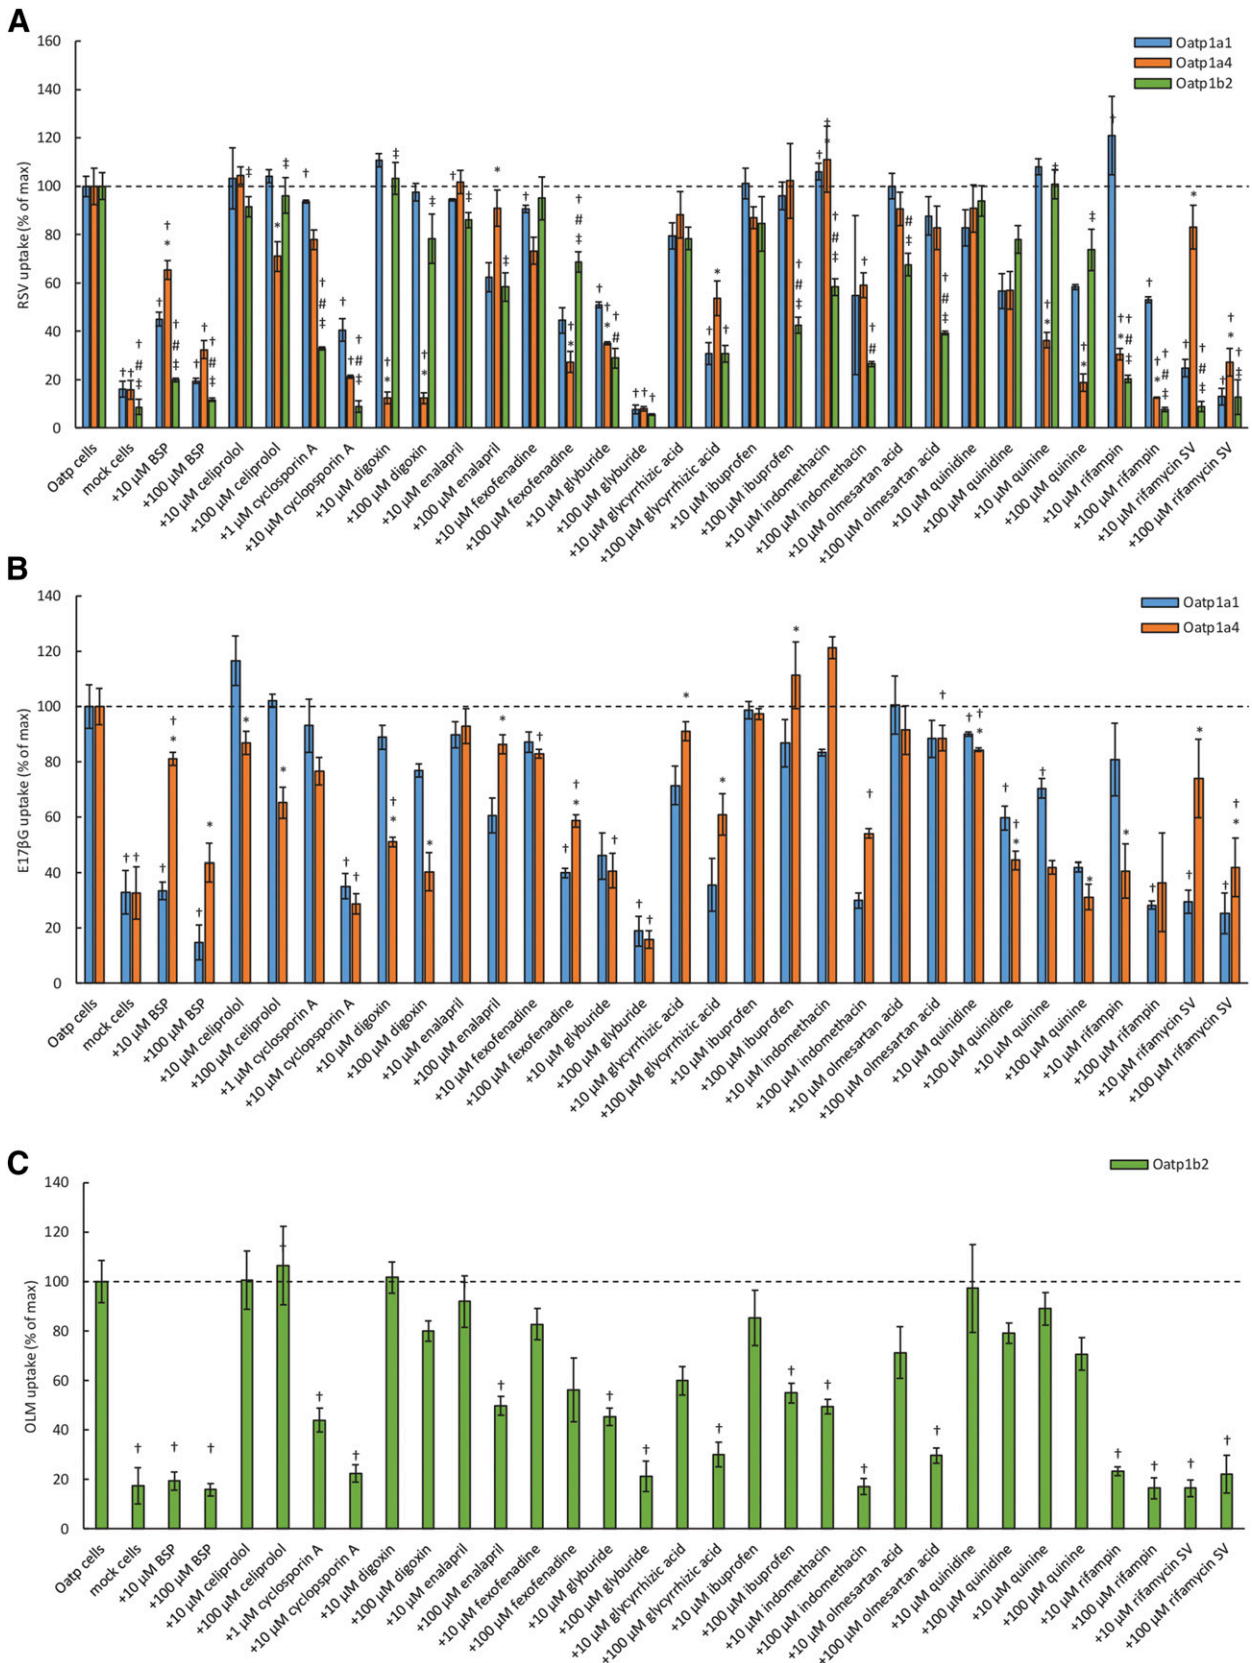 A
160
140
120
100
80
60
40
20
0
RSV uptake (% of max)
Oatp1a1
Oatp1a4
Oatp1b2
Oatp cells
mock cells
+10 µM BSP
+100 µM BSP
+10 µM celiprolol
+100 µM celiprolol
+1 µM cyclosporin A
+10 µM cyclopsporin A
+10 µM digoxin
+100 µM digoxin
+10 µM enalapril
+100 µM enalapril
+10 µM fexofenadine
+100 µM fexofenadine
+10 µM glyburide
+100 µM glyburide
+10 µM glycyrrhizic acid
+100 µM glycyrrhizic acid
+10 µM ibuprofen
+100 µM ibuprofen
+10 µM indomethacin
+100 µM indomethacin
+10 µM olmesartan acid
+100 µM olmesartan acid
+10 µM quinidine
+100 µM quinidine
+10 µM quinine
+100 µM quinine
+10 µM rifampin
+100 µM rifampin
+10 µM rifamycin SV
+100 µM rifamycin SV
B
140
120
100
80
60
40
20
0
E17βG uptake (% of max)
Oatp1a1
Oatp1a4
Oatp cells
mock cells
+10 µM BSP
+100 µM BSP
+10 µM celiprolol
+100 µM celiprolol
+1 µM cyclosporin A
+10 µM cyclopsporin A
+10 µM digoxin
+100 µM digoxin
+10 µM enalapril
+100 µM enalapril
+10 µM fexofenadine
+100 µM fexofenadine
+10 µM glyburide
+100 µM glyburide
+10 µM glycyrrhizic acid
+100 µM glycyrrhizic acid
+10 µM ibuprofen
+100 µM ibuprofen
+10 µM indomethacin
+100 µM indomethacin
+10 µM olmesartan acid
+100 µM olmesartan acid
+10 µM quinidine
+100 µM quinidine
+10 µM quinine
+100 µM quinine
+10 µM rifampin
+100 µM rifampin
+10 µM rifamycin SV
+100 µM rifamycin SV
C
140
120
100
80
60
40
20
0
OLM uptake (% of max)
Oatp1b2
Oatp cells
mock cells
+10 µM BSP
+100 µM BSP
+10 µM celiprolol
+100 µM celiprolol
+1 µM cyclosporin A
+10 µM cyclopsporin A
+10 µM digoxin
+100 µM digoxin
+10 µM enalapril
+100 µM enalapril
+10 µM fexofenadine
+100 µM fexofenadine
+10 µM glyburide
+100 µM glyburide
+10 µM glycyrrhizic acid
+100 µM glycyrrhizic acid
+10 µM ibuprofen
+100 µM ibuprofen
+10 µM indomethacin
+100 µM indomethacin
+10 µM olmesartan acid
+100 µM olmesartan acid
+10 µM quinidine
+100 µM quinidine
+10 µM quinine
+100 µM quinine
+10 µM rifampin
+100 µM rifampin
+10 µM rifamycin SV
+100 µM rifamycin SV